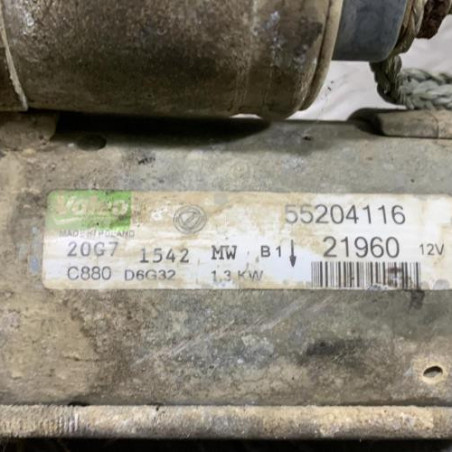 Valeo
55204116
MADE IN POLAND
20G7 1542 MW B1↓ 21960 12V
C880 D6G32 1.3 KW